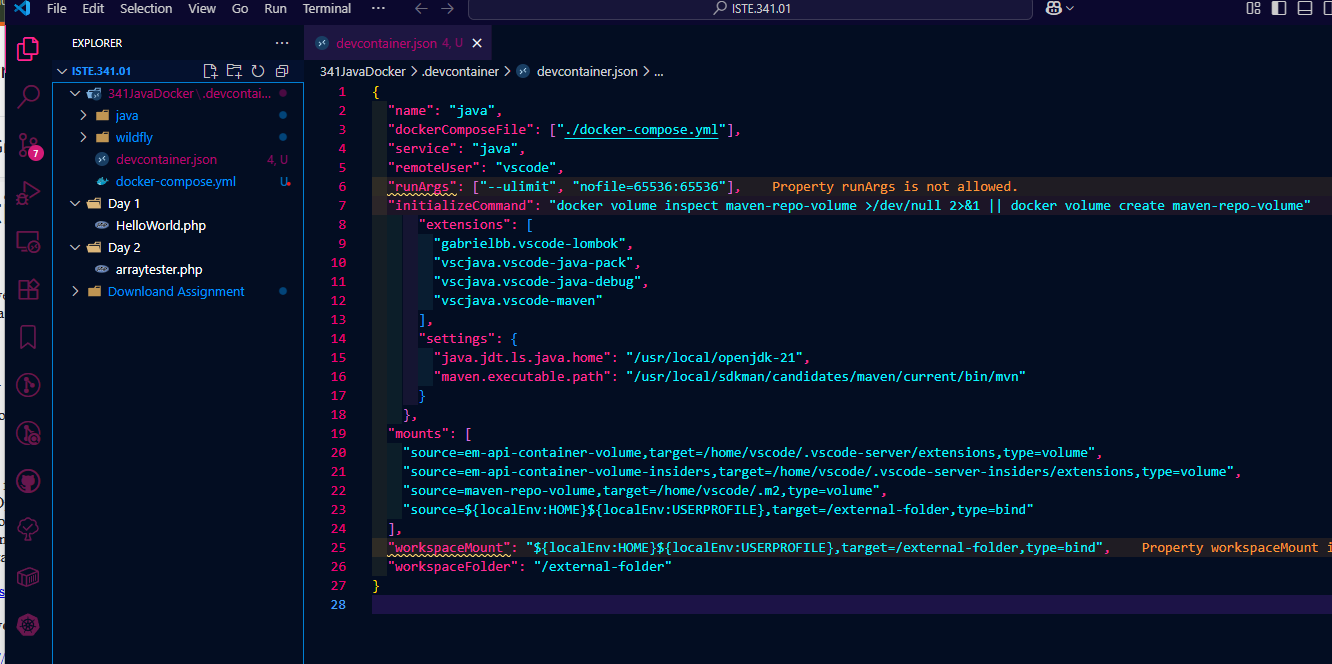 File Edit Selection View Go Run Terminal ··· ISTE.341.01
EXPLORER ···
devcontainer.json 4, U
ISTE.341.01
341JavaDocker > .devcontainer > devcontainer.json > ...
341JavaDocker \ .devcontai...
java
wildfly
devcontainer.json 4, U
docker-compose.yml U
Day 1
HelloWorld.php
Day 2
arraytester.php
Downloand Assignment
7
1 {
2 "name": "java",
3 "dockerComposeFile": ["./docker-compose.yml"],
4 "service": "java",
5 "remoteUser": "vscode",
6 "runArgs": ["--ulimit", "nofile=65536:65536"], Property runArgs is not allowed.
7 "initializeCommand": "docker volume inspect maven-repo-volume >/dev/null 2>&1 || docker volume create maven-repo-volume"
8 "extensions": [
9 "gabrielbb.vscode-lombok",
10 "vscjava.vscode-java-pack",
11 "vscjava.vscode-java-debug",
12 "vscjava.vscode-maven"
13 ],
14 "settings": {
15 "java.jdt.ls.java.home": "/usr/local/openjdk-21",
16 "maven.executable.path": "/usr/local/sdkman/candidates/maven/current/bin/mvn"
17 }
18 },
19 "mounts": [
20 "source=em-api-container-volume,target=/home/vscode/.vscode-server/extensions,type=volume",
21 "source=em-api-container-volume-insiders,target=/home/vscode/.vscode-server-insiders/extensions,type=volume",
22 "source=maven-repo-volume,target=/home/vscode/.m2,type=volume",
23 "source=${localEnv:HOME}${localEnv:USERPROFILE},target=/external-folder,type=bind"
24 ],
25 "workspaceMount": "${localEnv:HOME}${localEnv:USERPROFILE},target=/external-folder,type=bind", Property workspaceMount i
26 "workspaceFolder": "/external-folder"
27 }
28